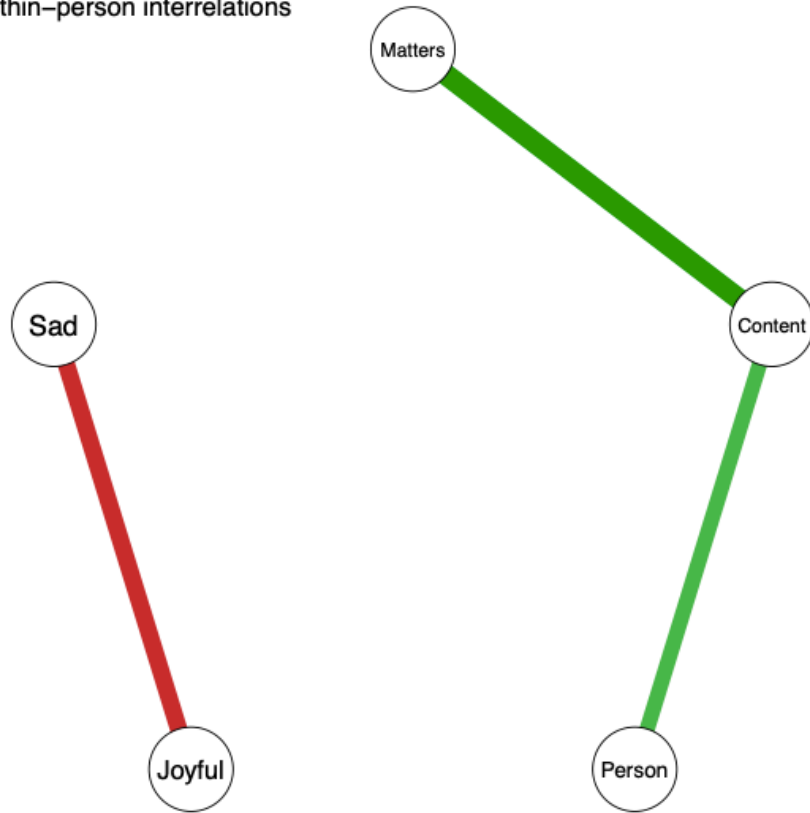 thin–person interrelations
Matters
Sad
Content
Joyful
Person